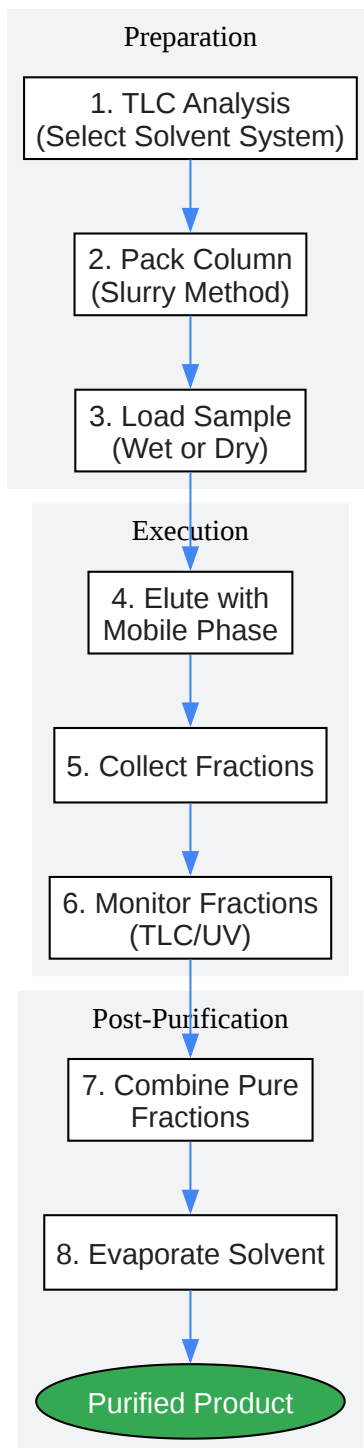 Preparation
1. TLC Analysis
(Select Solvent System)
2. Pack Column
(Slurry Method)
3. Load Sample
(Wet or Dry)
Execution
4. Elute with
Mobile Phase
5. Collect Fractions
6. Monitor Fractions
(TLC/UV)
Post-Purification
7. Combine Pure
Fractions
8. Evaporate Solvent
Purified Product